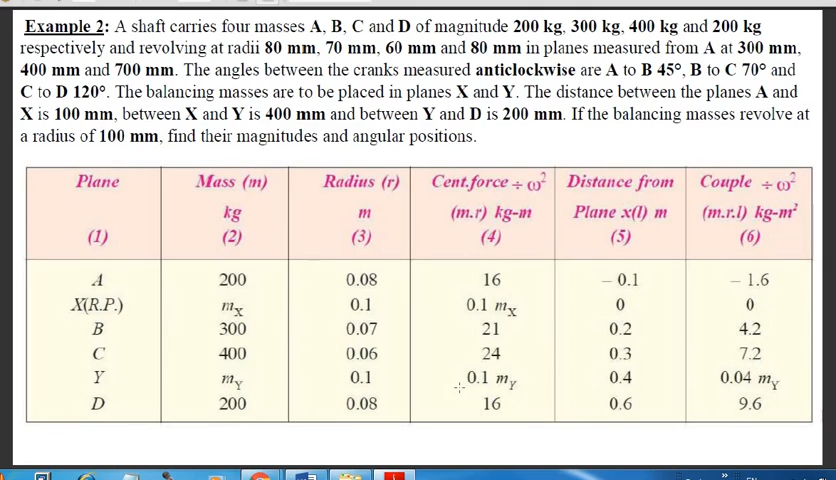 Example 2: A shaft carries four masses A, B, C and D of magnitude 200 kg, 300 kg, 400 kg and 200 kg
respectively and revolving at radii 80 mm, 70 mm, 60 mm and 80 mm in planes measured from A at 300 mm,
400 mm and 700 mm. The angles between the cranks measured anticlockwise are A to B 45°, B to C 70° and
C to D 120°. The balancing masses are to be placed in planes X and Y. The distance between the planes A and
X is 100 mm, between X and Y is 400 mm and between Y and D is 200 mm. If the balancing masses revolve at
a radius of 100 mm, find their magnitudes and angular positions.
Plane Mass (m) Radius (r) Cent.force ÷ ω² Distance from Couple ÷ ω²
kg m (m.r) kg-m Plane x(l) m (m.r.l) kg-m²
(1) (2) (3) (4) (5) (6)
A 200 0.08 16 – 0.1 – 1.6
X(R.P.) mX 0.1 0.1 mX 0 0
B 300 0.07 21 0.2 4.2
C 400 0.06 24 0.3 7.2
Y mY 0.1 0.1 mY 0.4 0.04 mY
D 200 0.08 16 0.6 9.6